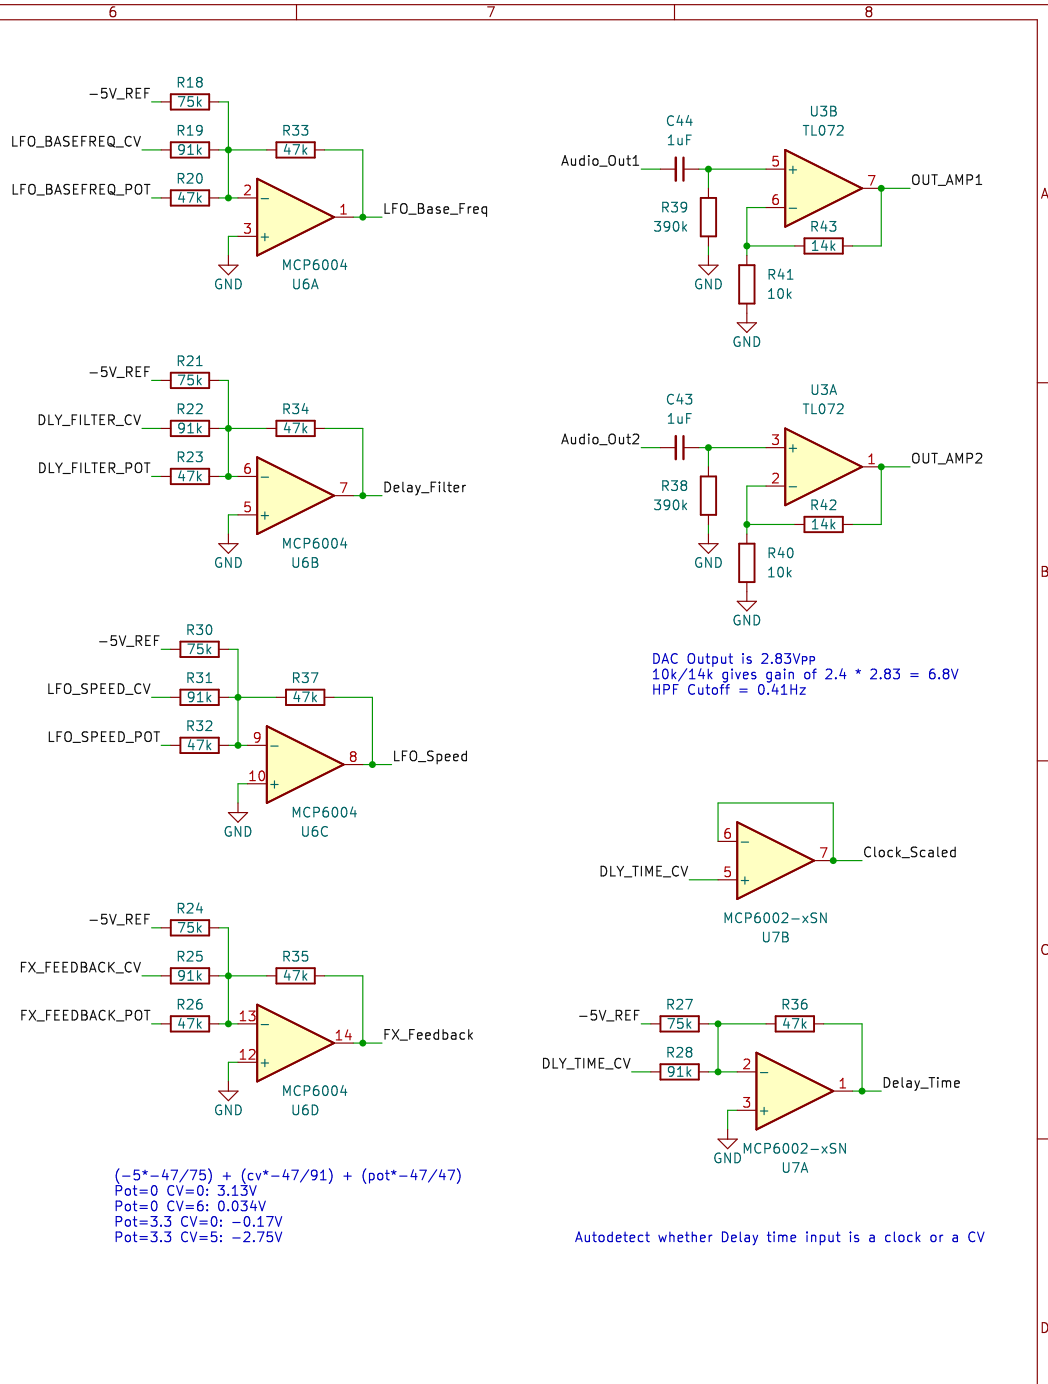 6
7
8
A
B
C
D
R18
-5V_REF
75k
R19
LFO_BASEFREQ_CV
91k
R33
47k
R20
LFO_BASEFREQ_POT
47k
2
3
1
LFO_Base_Freq
MCP6004
U6A
GND
R21
-5V_REF
75k
R22
DLY_FILTER_CV
91k
R34
47k
R23
DLY_FILTER_POT
47k
6
5
7
Delay_Filter
MCP6004
U6B
GND
R30
-5V_REF
75k
R31
LFO_SPEED_CV
91k
R37
47k
R32
LFO_SPEED_POT
47k
9
10
8
LFO_Speed
MCP6004
U6C
GND
R24
-5V_REF
75k
R25
FX_FEEDBACK_CV
91k
R35
47k
R26
FX_FEEDBACK_POT
47k
13
12
14
FX_Feedback
MCP6004
U6D
GND
(-5*-47/75) + (cv*-47/91) + (pot*-47/47)
Pot=0 CV=0: 3.13V
Pot=0 CV=6: 0.034V
Pot=3.3 CV=0: -0.17V
Pot=3.3 CV=5: -2.75V
U3B
TL072
C44
1uF
Audio_Out1
5
6
7
OUT_AMP1
R39
390k
R43
14k
R41
10k
GND
GND
U3A
TL072
C43
1uF
Audio_Out2
3
2
1
OUT_AMP2
R38
390k
R42
14k
R40
10k
GND
GND
DAC Output is 2.83VPP
10k/14k gives gain of 2.4 * 2.83 = 6.8V
HPF Cutoff = 0.41Hz
6
5
7
Clock_Scaled
DLY_TIME_CV
MCP6002-xSN
U7B
R27
-5V_REF
75k
R36
47k
R28
DLY_TIME_CV
91k
2
3
1
Delay_Time
GND
MCP6002-xSN
U7A
Autodetect whether Delay time input is a clock or a CV